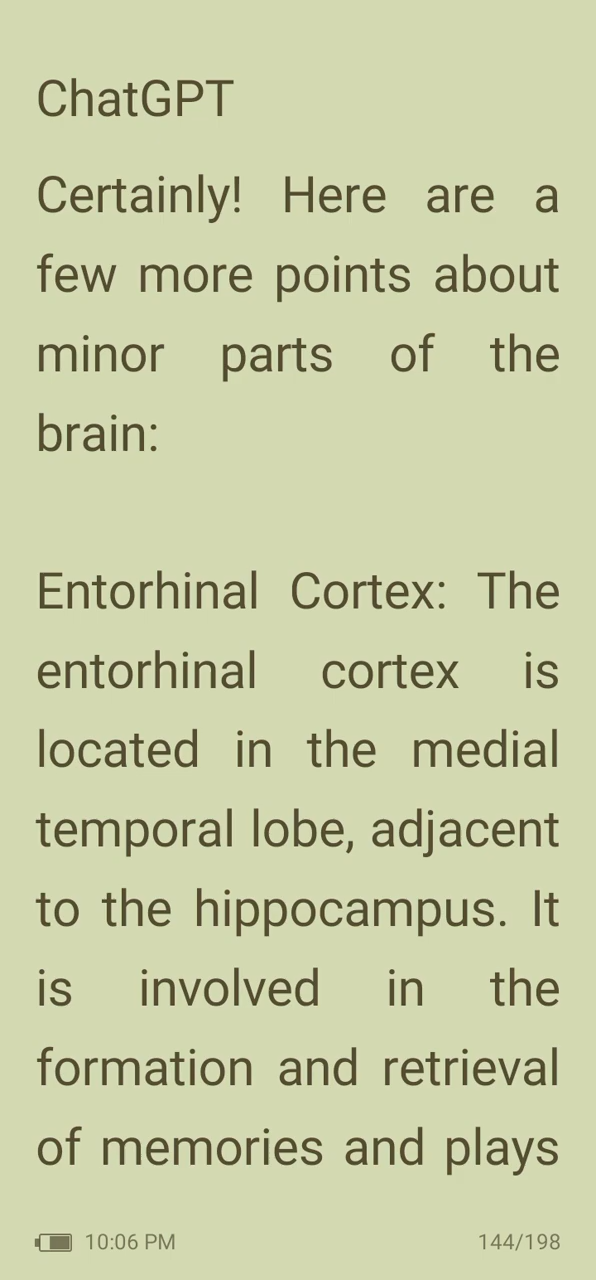 ChatGPT
Certainly! Here are a
few more points about
minor parts of the
brain:
Entorhinal Cortex: The
entorhinal cortex is
located in the medial
temporal lobe, adjacent
to the hippocampus. It
is involved in the
formation and retrieval
of memories and plays
10:06 PM 144/198